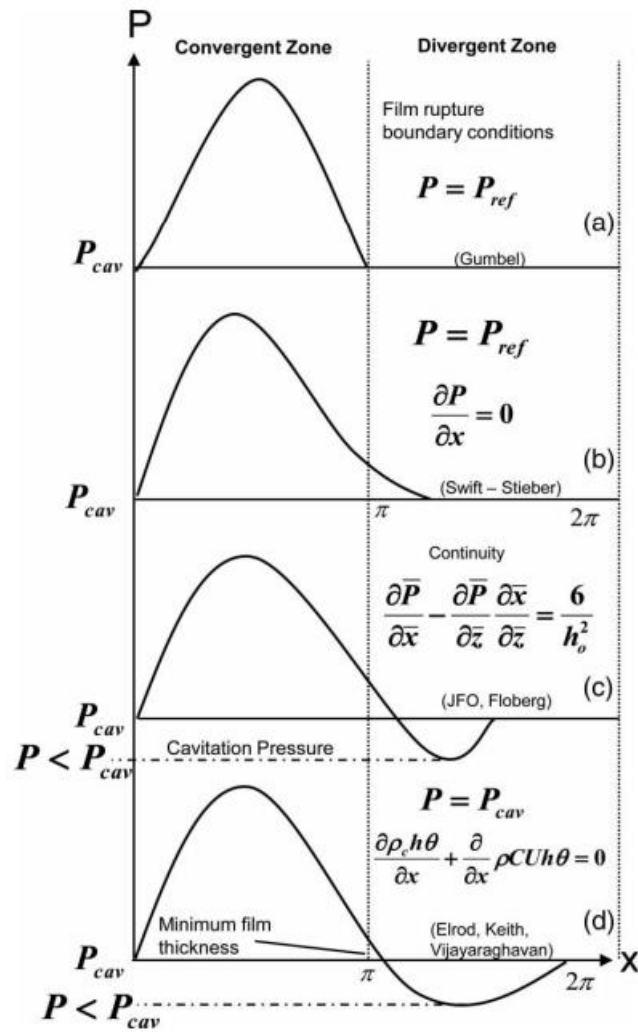 P
Convergent Zone
Divergent Zone
Film rupture
boundary conditions
P = P_ref
(a)
(Gumbel)
P_cav
P = P_ref
∂P/∂x = 0
(b)
(Swift – Stieber)
P_cav
π
2π
Continuity
∂P̅/∂x̅ − ∂P̅/∂z̅ ∂x̅/∂z̅ = 6/h_o^2
(c)
(JFO, Floberg)
P_cav
Cavitation Pressure
P < P_cav
P = P_cav
∂ρ_c hθ/∂x + ∂/∂x ρCUhθ = 0
(d)
Minimum film
thickness
(Elrod, Keith,
Vijayaraghavan)
P_cav
X
π
2π
P < P_cav